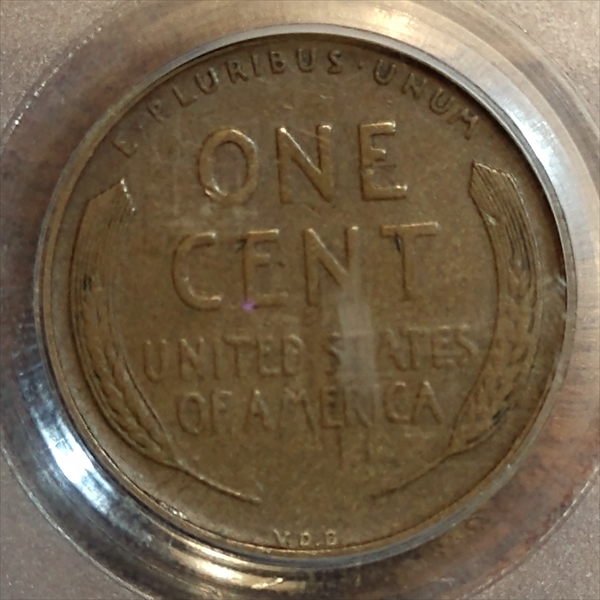 E · PLURIBUS · UNUM
ONE
CENT
UNITED STATES
OF AMERICA
V.D.B.